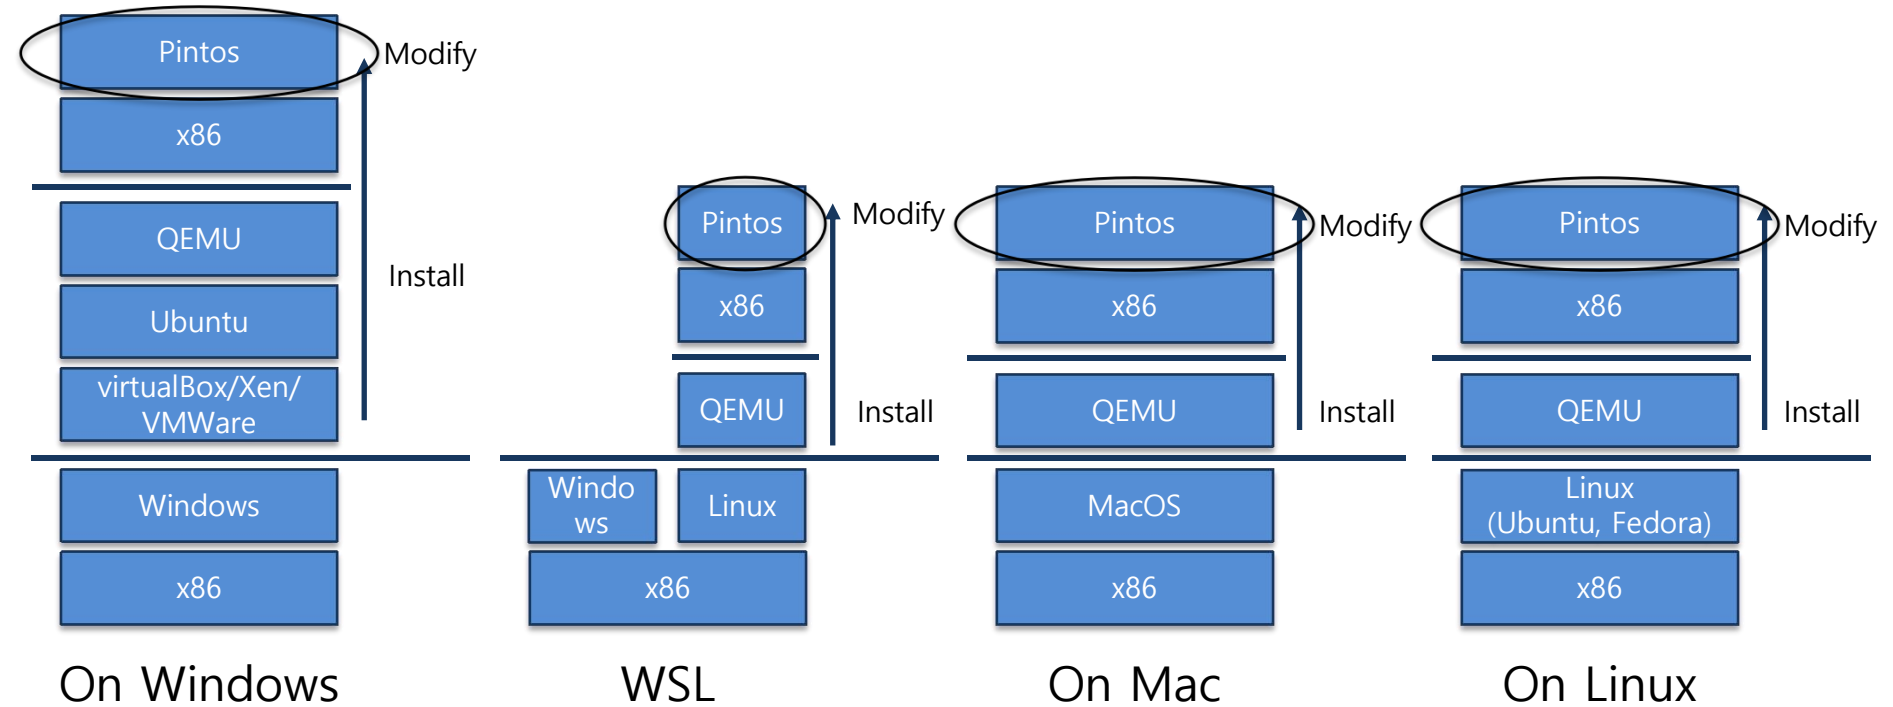 Pintos
Modify
x86
QEMU
Install
Ubuntu
virtualBox/Xen/
VMWare
Windows
x86
On Windows
Pintos
Modify
x86
QEMU
Install
Windo
ws
Linux
x86
WSL
Pintos
Modify
x86
QEMU
Install
MacOS
x86
On Mac
Pintos
Modify
x86
QEMU
Install
Linux
(Ubuntu, Fedora)
x86
On Linux